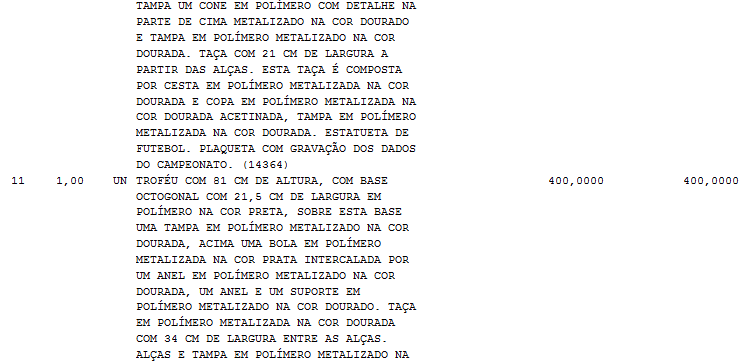 TAMPA UM CONE EM POLÍMERO COM DETALHE NA
PARTE DE CIMA METALIZADO NA COR DOURADO
E TAMPA EM POLÍMERO METALIZADO NA COR
DOURADA. TAÇA COM 21 CM DE LARGURA A
PARTIR DAS ALÇAS. ESTA TAÇA É COMPOSTA
POR CESTA EM POLÍMERO METALIZADA NA COR
DOURADA E COPA EM POLÍMERO METALIZADA NA
COR DOURADA ACETINADA, TAMPA EM POLÍMERO
METALIZADA NA COR DOURADA. ESTATUETA DE
FUTEBOL. PLAQUETA COM GRAVAÇÃO DOS DADOS
DO CAMPEONATO. (14364)
11 1,00 UN TROFÉU COM 81 CM DE ALTURA, COM BASE 400,0000 400,0000
OCTOGONAL COM 21,5 CM DE LARGURA EM
POLÍMERO NA COR PRETA, SOBRE ESTA BASE
UMA TAMPA EM POLÍMERO METALIZADO NA COR
DOURADA, ACIMA UMA BOLA EM POLÍMERO
METALIZADA NA COR PRATA INTERCALADA POR
UM ANEL EM POLÍMERO METALIZADO NA COR
DOURADA, UM ANEL E UM SUPORTE EM
POLÍMERO METALIZADO NA COR DOURADO. TAÇA
EM POLÍMERO METALIZADA NA COR DOURADA
COM 34 CM DE LARGURA ENTRE AS ALÇAS.
ALÇAS E TAMPA EM POLÍMERO METALIZADO NA